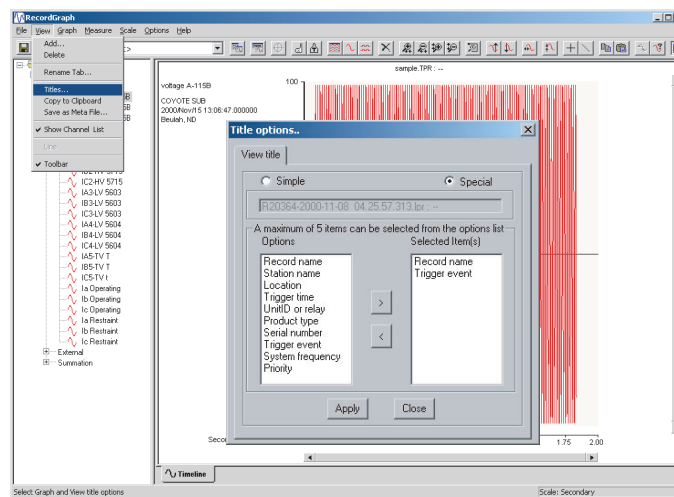 RecordGraph
File View Graph Measure Scale Options Help
Add...
Delete
Rename Tab...
Titles...
Copy to Clipboard
Save as Meta File...
Show Channel List
Line
Toolbar
IC2-HV 5715
IA3-LV 5603
IB3-LV 5603
IC3-LV 5603
IA4-LV 5604
IB4-LV 5604
IC4-LV 5604
IA5-TV T
IB5-TV T
IC5-TV t
Ia Operating
Ib Operating
Ic Operating
Ia Restraint
Ib Restraint
Ic Restraint
External
Summation
sample.TPR : --
voltage A-115B
100
COYOTE SUB
2000/Nov/15 13:06:47.000000
Beulah, ND
Title options..
View title
Simple
Special
R20364-2000-11-08 04.25.57.313.lpr : --
A maximum of 5 items can be selected from the options list
Options
Selected Item(s)
Record name
Station name
Location
Trigger time
UnitID or relay
Product type
Serial number
Trigger event
System frequency
Priority
Record name
Trigger event
>
<
Apply
Close
Seco
1.75
2.00
Timeline
Select Graph and View title options
Scale: Secondary